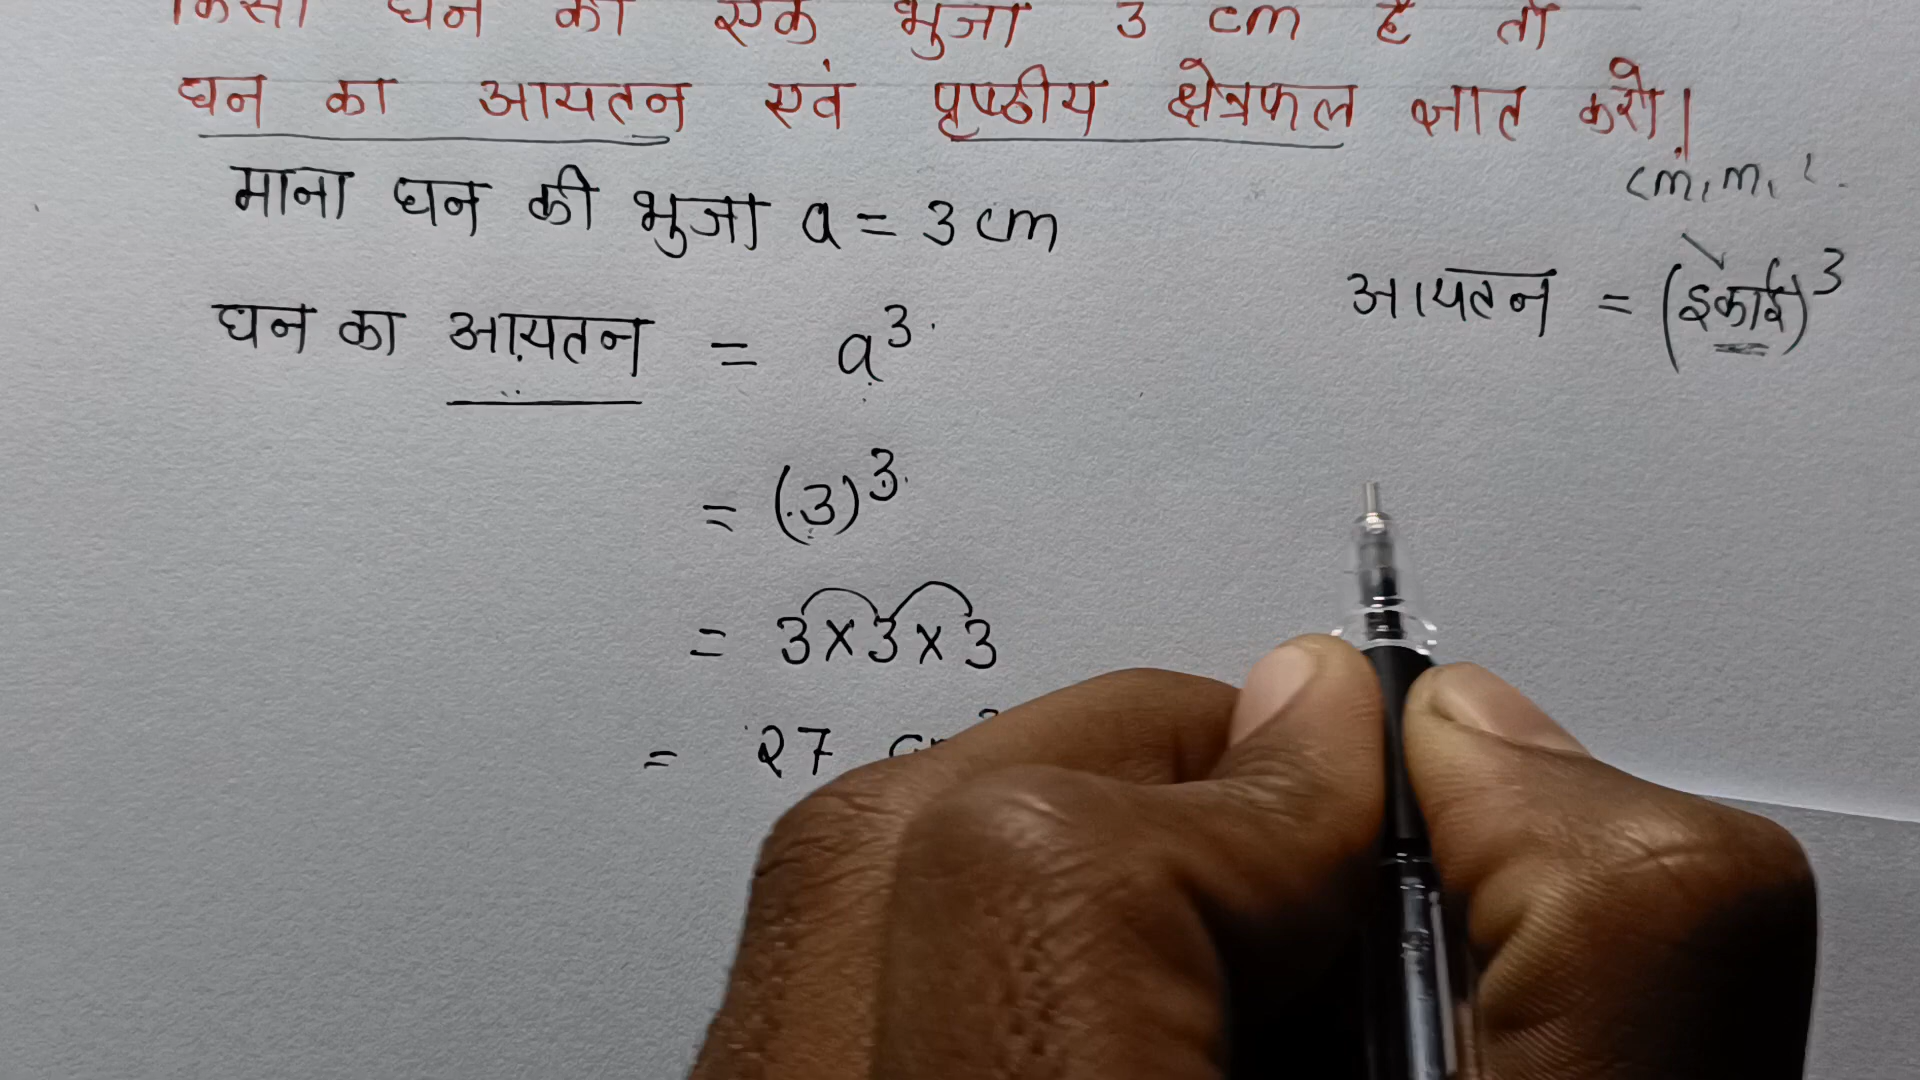 किसी घन की एक भुजा 3 cm है तो
घन का आयतन एवं पृष्ठीय क्षेत्रफल ज्ञात करो।
माना घन की भुजा a = 3 cm
cm, m,
घन का आयतन = a³
आयतन = (इकाई)³
= (3)³
= 3×3×3
= 27